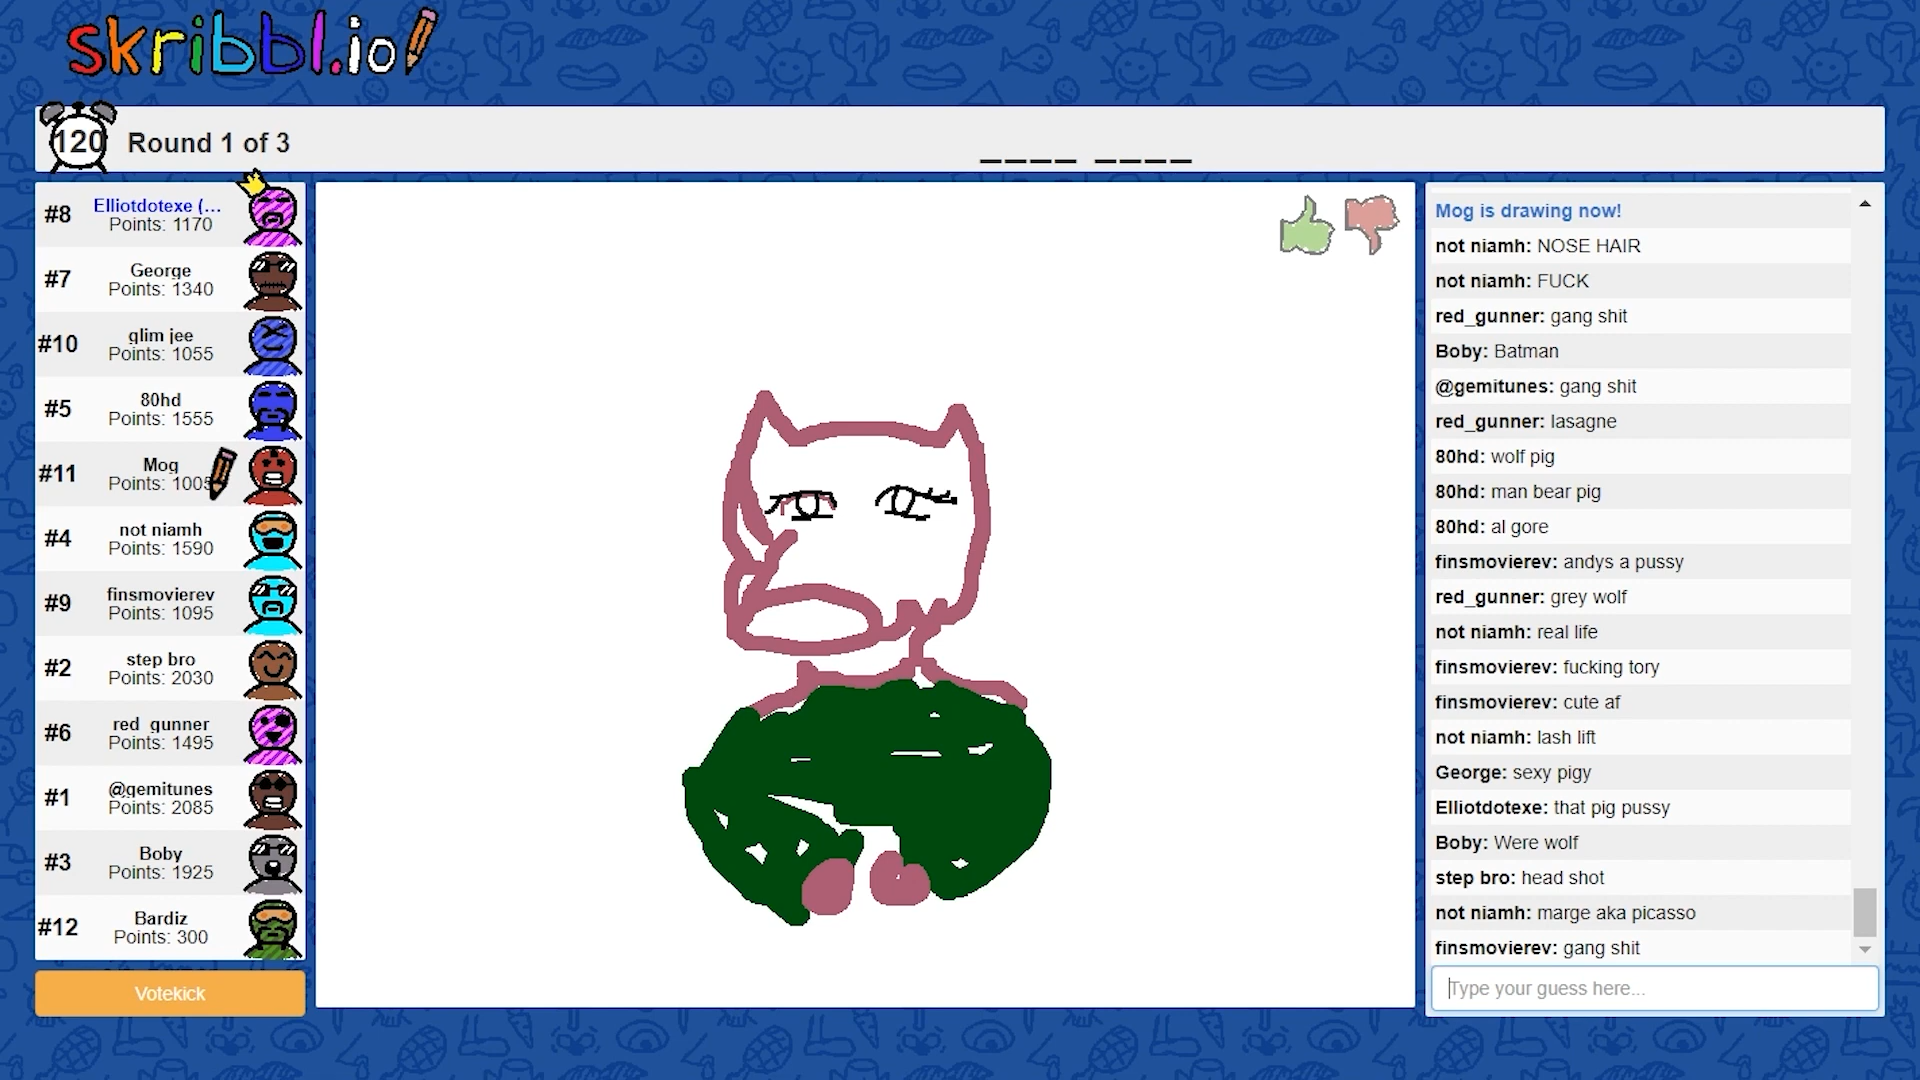 skribbl.io!
120
Round 1 of 3
____ ____
#8
Elliotdotexe (...
Points: 1170
#7
George
Points: 1340
#10
glim jee
Points: 1055
#5
80hd
Points: 1555
#11
Mog
Points: 1005
#4
not niamh
Points: 1590
#9
finsmovierev
Points: 1095
#2
step bro
Points: 2030
#6
red_gunner
Points: 1495
#1
@gemitunes
Points: 2085
#3
Boby
Points: 1925
#12
Bardiz
Points: 300
Votekick
Mog is drawing now!
not niamh: NOSE HAIR
not niamh: FUCK
red_gunner: gang shit
Boby: Batman
@gemitunes: gang shit
red_gunner: lasagne
80hd: wolf pig
80hd: man bear pig
80hd: al gore
finsmovierev: andys a pussy
red_gunner: grey wolf
not niamh: real life
finsmovierev: fucking tory
finsmovierev: cute af
not niamh: lash lift
George: sexy pigy
Elliotdotexe: that pig pussy
Boby: Were wolf
step bro: head shot
not niamh: marge aka picasso
finsmovierev: gang shit
Type your guess here...